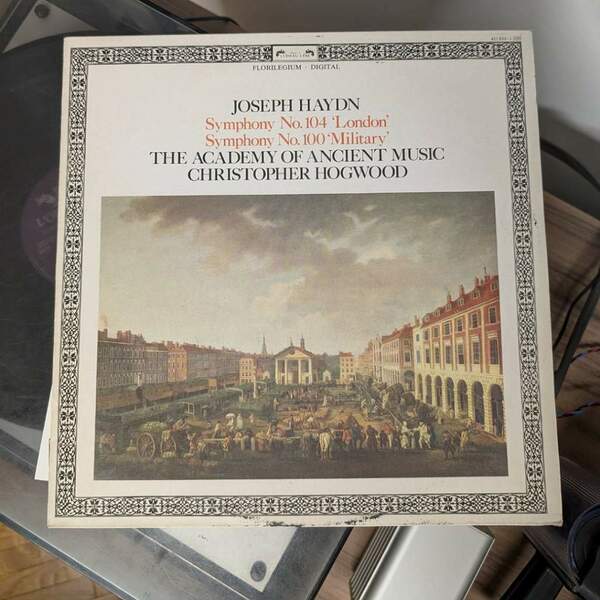 FLORILEGIUM · DIGITAL
JOSEPH HAYDN
Symphony No. 104 'London'
Symphony No. 100 'Military'
THE ACADEMY OF ANCIENT MUSIC
CHRISTOPHER HOGWOOD